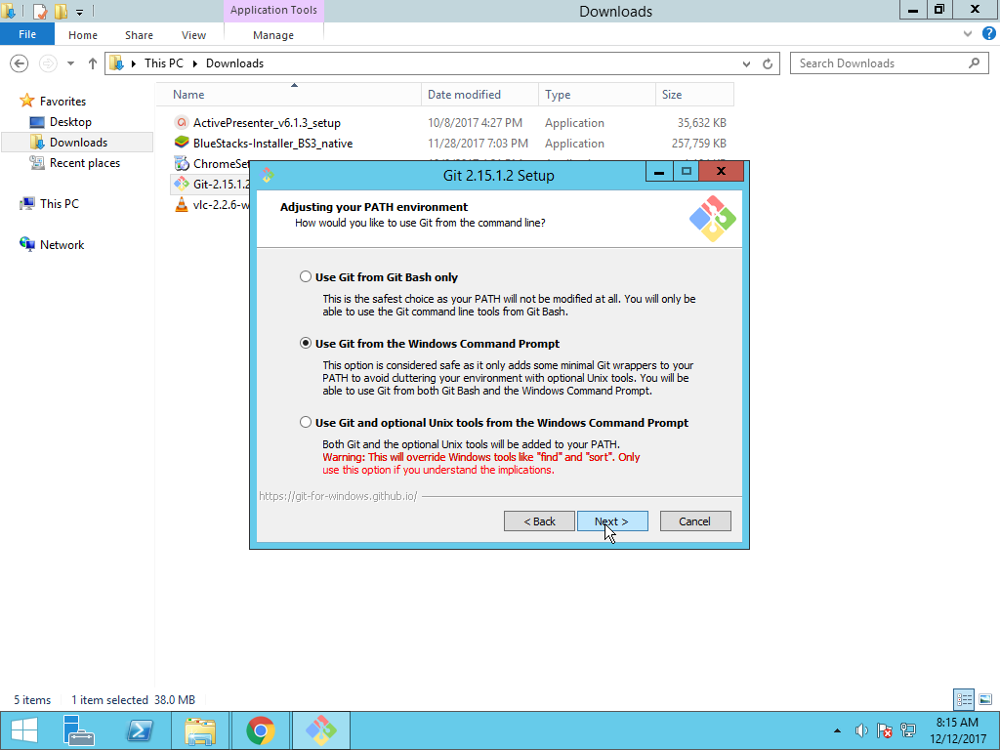 Application Tools
Downloads
File
Home
Share
View
Manage
This PC
Downloads
Search Downloads
Name
Date modified
Type
Size
Favorites
Desktop
Downloads
Recent places
This PC
Network
ActivePresenter_v6.1.3_setup 10/8/2017 4:27 PM Application 35,632 KB
BlueStacks-Installer_BS3_native 11/28/2017 7:03 PM Application 257,759 KB
ChromeSet
Git-2.15.1.2
vlc-2.2.6-w
Git 2.15.1.2 Setup
Adjusting your PATH environment
How would you like to use Git from the command line?
Use Git from Git Bash only
This is the safest choice as your PATH will not be modified at all. You will only be
able to use the Git command line tools from Git Bash.
Use Git from the Windows Command Prompt
This option is considered safe as it only adds some minimal Git wrappers to your
PATH to avoid cluttering your environment with optional Unix tools. You will be
able to use Git from both Git Bash and the Windows Command Prompt.
Use Git and optional Unix tools from the Windows Command Prompt
Both Git and the optional Unix tools will be added to your PATH.
Warning: This will override Windows tools like "find" and "sort". Only
use this option if you understand the implications.
https://git-for-windows.github.io/
< Back
Next >
Cancel
5 items
1 item selected 38.0 MB
8:15 AM
12/12/2017